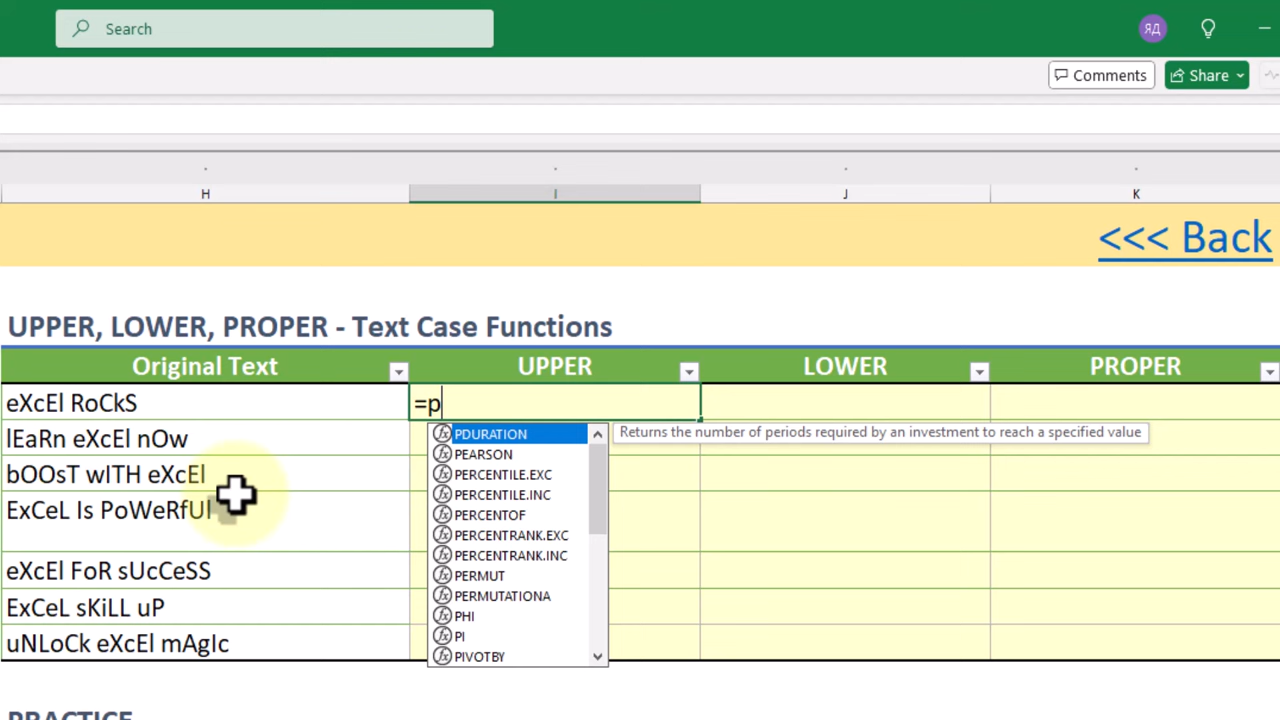 Search
ЯД
Comments
Share
H I J K
<<< Back
UPPER, LOWER, PROPER - Text Case Functions
Original Text UPPER LOWER PROPER
eXcEl RoCkS =p
lEaRn eXcEl nOw
bOOsT wITH eXcEl
ExCeL Is PoWeRfUl
eXcEl FoR sUcCeSS
ExCeL sKiLL uP
uNLoCk eXcEl mAgIc
PDURATION Returns the number of periods required by an investment to reach a specified value
PEARSON
PERCENTILE.EXC
PERCENTILE.INC
PERCENTOF
PERCENTRANK.EXC
PERCENTRANK.INC
PERMUT
PERMUTATIONA
PHI
PI
PIVOTBY
PRACTICE